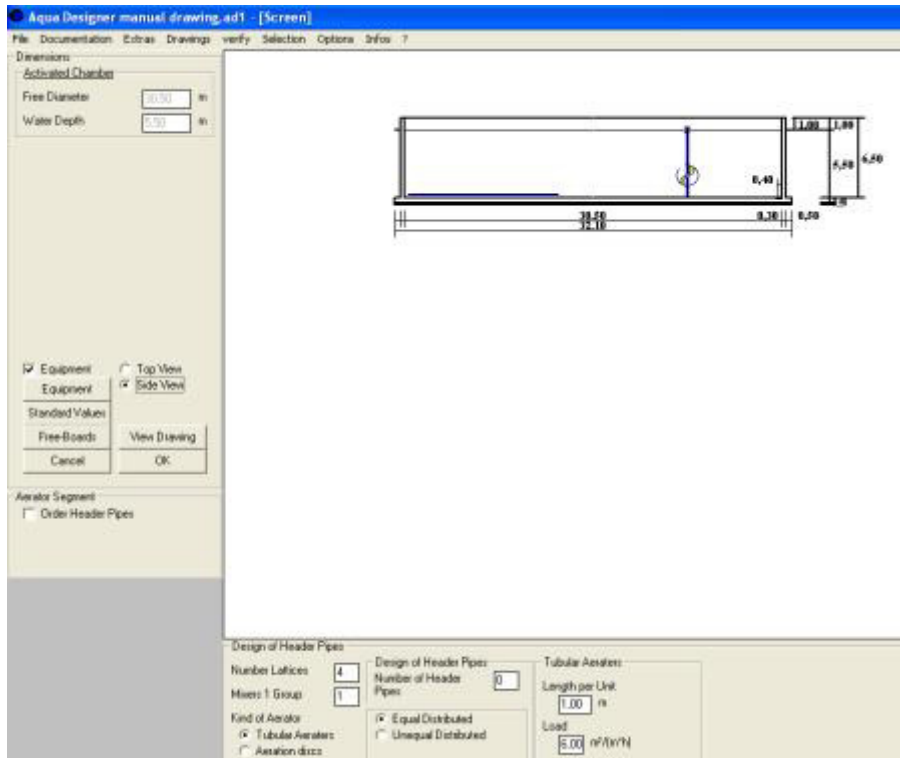 Aqua Designer manual drawing.ad1 - [Screen]
File Documentation Extras Drawings verify Selection Options Infos ?
Dimensions
Activated Chamber
Free Diameter 30.50 m
Water Depth 5.50 m
1,00 1,00
5,50 6,50
0,40
30,50 0,30 0,50
32,10
Equipment Top View
Equipment Side View
Standard Values
Free-Boards View Drawing
Cancel OK
Aerator Segment
Order Header Pipes
Design of Header Pipes
Number Lattices 4
Mixers 1 Group 1
Kind of Aerator
Tubular Aeraters
Aeration discs
Design of Header Pipes
Number of Header Pipes 0
Equal Distributed
Unequal Distributed
Tubular Aeraters
Length per Unit
1.00 m
Load
6.00 m³/(m*h)